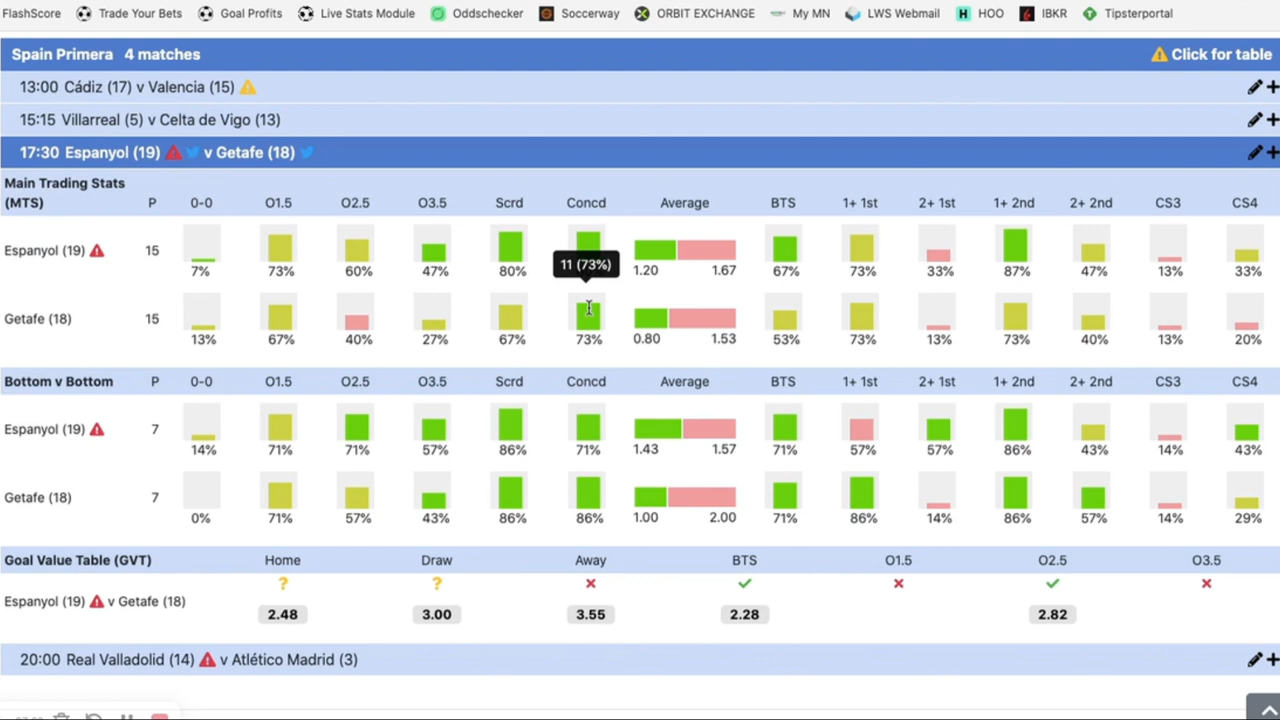 FlashScore Trade Your Bets Goal Profits Live Stats Module Oddschecker Soccerway ORBIT EXCHANGE My MN LWS Webmail HOO IBKR Tipsterportal
Spain Primera 4 matches Click for table
13:00 Cádiz (17) v Valencia (15)
15:15 Villarreal (5) v Celta de Vigo (13)
17:30 Espanyol (19) v Getafe (18)
Main Trading Stats
(MTS) P 0-0 O1.5 O2.5 O3.5 Scrd Concd Average BTS 1+ 1st 2+ 1st 1+ 2nd 2+ 2nd CS3 CS4
Espanyol (19) 15
11 (73%)
7% 73% 60% 47% 80% 1.20 1.67 67% 73% 33% 87% 47% 13% 33%
Getafe (18) 15
13% 67% 40% 27% 67% 73% 0.80 1.53 53% 73% 13% 73% 40% 13% 20%
Bottom v Bottom P 0-0 O1.5 O2.5 O3.5 Scrd Concd Average BTS 1+ 1st 2+ 1st 1+ 2nd 2+ 2nd CS3 CS4
Espanyol (19) 7
14% 71% 71% 57% 86% 71% 1.43 1.57 71% 57% 57% 86% 43% 14% 43%
Getafe (18) 7
0% 71% 57% 43% 86% 86% 1.00 2.00 71% 86% 14% 86% 57% 14% 29%
Goal Value Table (GVT) Home Draw Away BTS O1.5 O2.5 O3.5
Espanyol (19) v Getafe (18)
2.48 3.00 3.55 2.28 2.82
20:00 Real Valladolid (14) v Atlético Madrid (3)